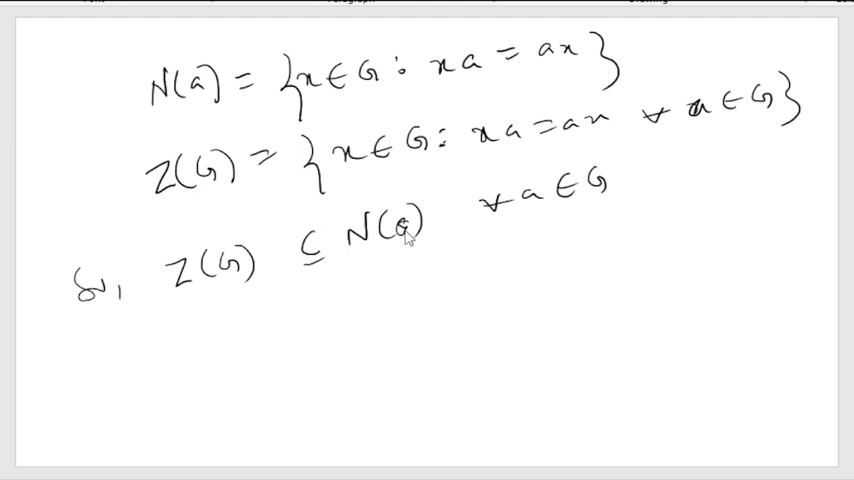 N(a) = {x ∈ G : xa = ax}
Z(G) = {x ∈ G : xa = ax ∀ a ∈ G}
So, Z(G) ⊆ N(a) ∀ a ∈ G